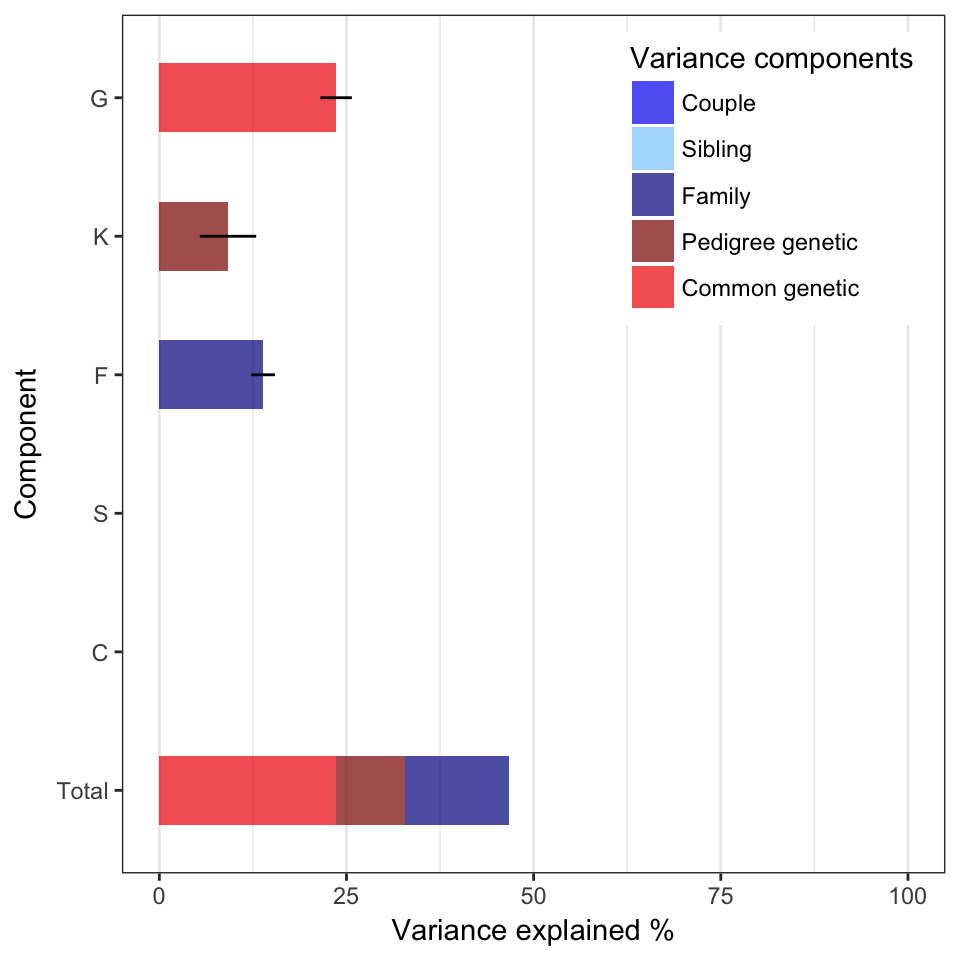 Variance components
Couple
Sibling
Family
Pedigree genetic
Common genetic
G
K
F
S
C
Total
Component
0 25 50 75 100
Variance explained %